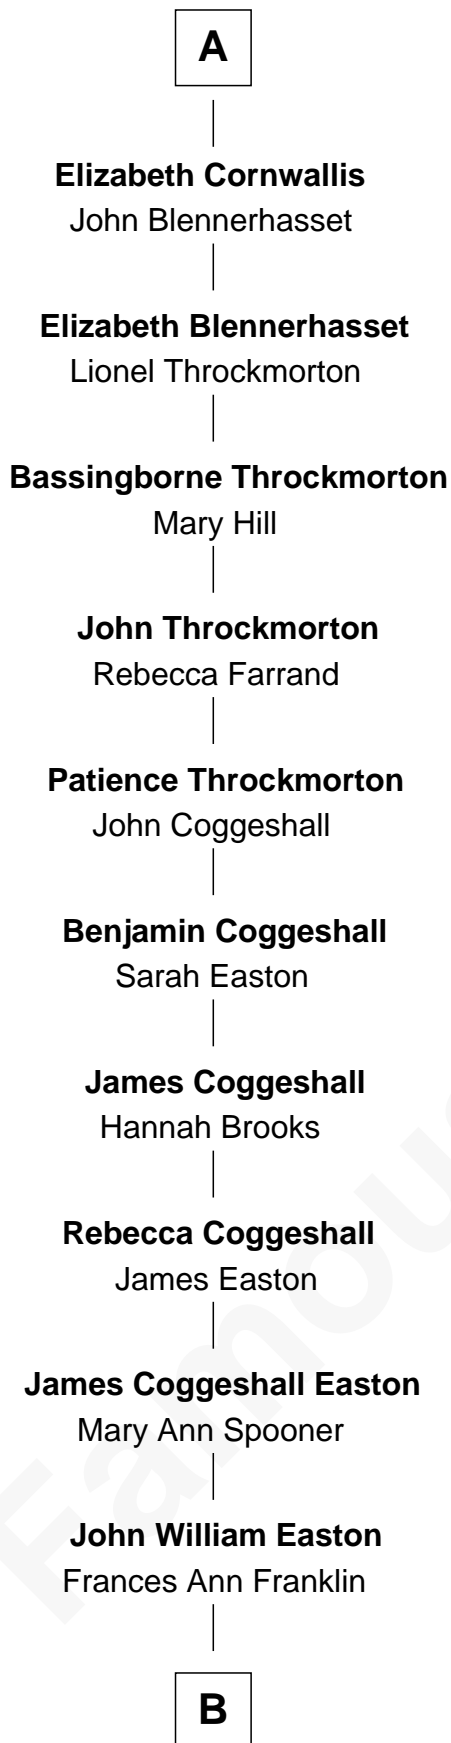 A
Elizabeth Cornwallis
John Blennerhasset
Elizabeth Blennerhasset
Lionel Throckmorton
Bassingborne Throckmorton
Mary Hill
John Throckmorton
Rebecca Farrand
Patience Throckmorton
John Coggeshall
Benjamin Coggeshall
Sarah Easton
James Coggeshall
Hannah Brooks
Rebecca Coggeshall
James Easton
James Coggeshall Easton
Mary Ann Spooner
John William Easton
Frances Ann Franklin
B